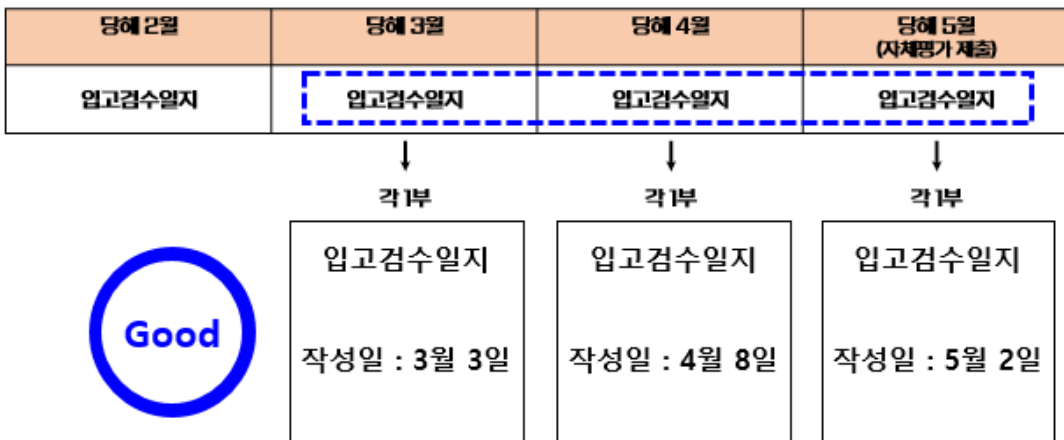 당해 2월 당해 3월 당해 4월 당해 5월
(자체평가 제출)
입고검수일지 입고검수일지 입고검수일지 입고검수일지
각 1부 각 1부 각 1부
입고검수일지 입고검수일지 입고검수일지
Good
작성일 : 3월 3일 작성일 : 4월 8일 작성일 : 5월 2일